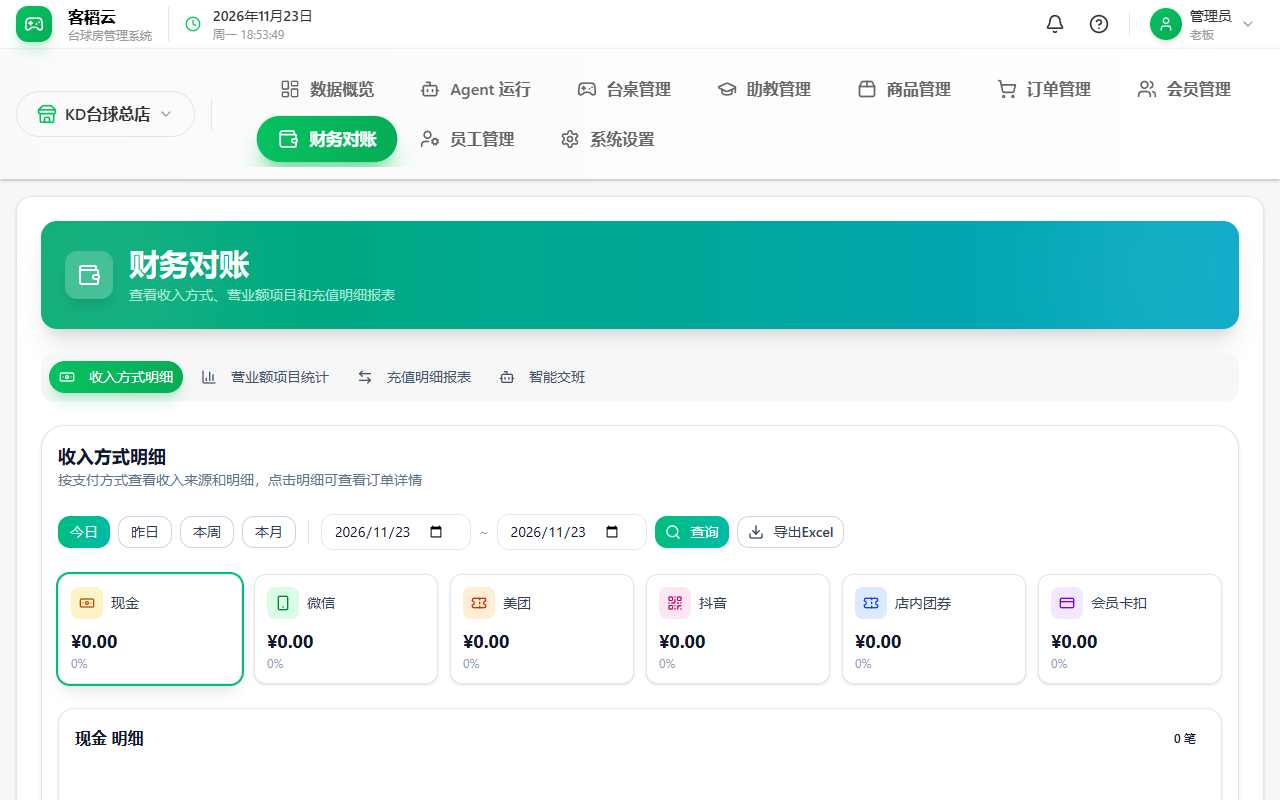 客稻云
台球房管理系统
2026年11月23日
周一 18:53:49
管理员
老板
KD台球总店
数据概览
Agent 运行
台桌管理
助教管理
商品管理
订单管理
会员管理
财务对账
员工管理
系统设置
财务对账
查看收入方式、营业额项目和充值明细报表
收入方式明细
营业额项目统计
充值明细报表
智能交班
收入方式明细
按支付方式查看收入来源和明细，点击明细可查看订单详情
今日
昨日
本周
本月
2026/11/23
~
2026/11/23
查询
导出Excel
现金
¥0.00
0%
微信
¥0.00
0%
美团
¥0.00
0%
抖音
¥0.00
0%
店内团券
¥0.00
0%
会员卡扣
¥0.00
0%
现金 明细
0 笔